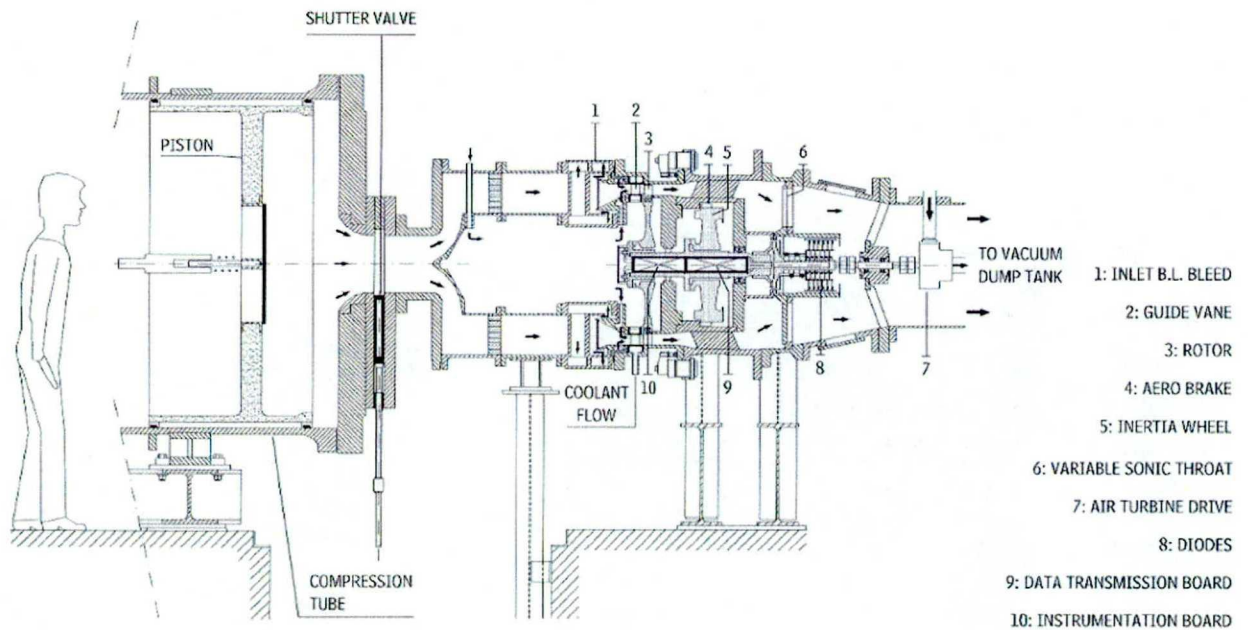 SHUTTER VALVE
PISTON
1
2
3
4
5
6
TO VACUUM
DUMP TANK
COOLANT
FLOW
10
9
8
7
COMPRESSION
TUBE
1: INLET B.L. BLEED
2: GUIDE VANE
3: ROTOR
4: AERO BRAKE
5: INERTIA WHEEL
6: VARIABLE SONIC THROAT
7: AIR TURBINE DRIVE
8: DIODES
9: DATA TRANSMISSION BOARD
10: INSTRUMENTATION BOARD